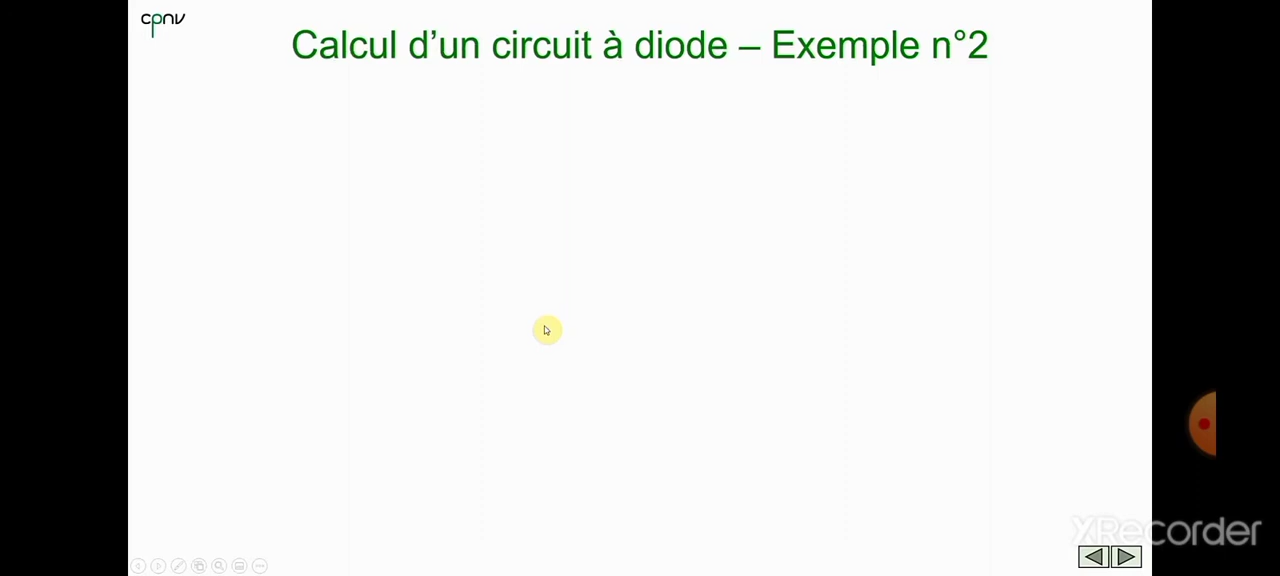 cpnv
Calcul d’un circuit à diode – Exemple n°2
XRecorder